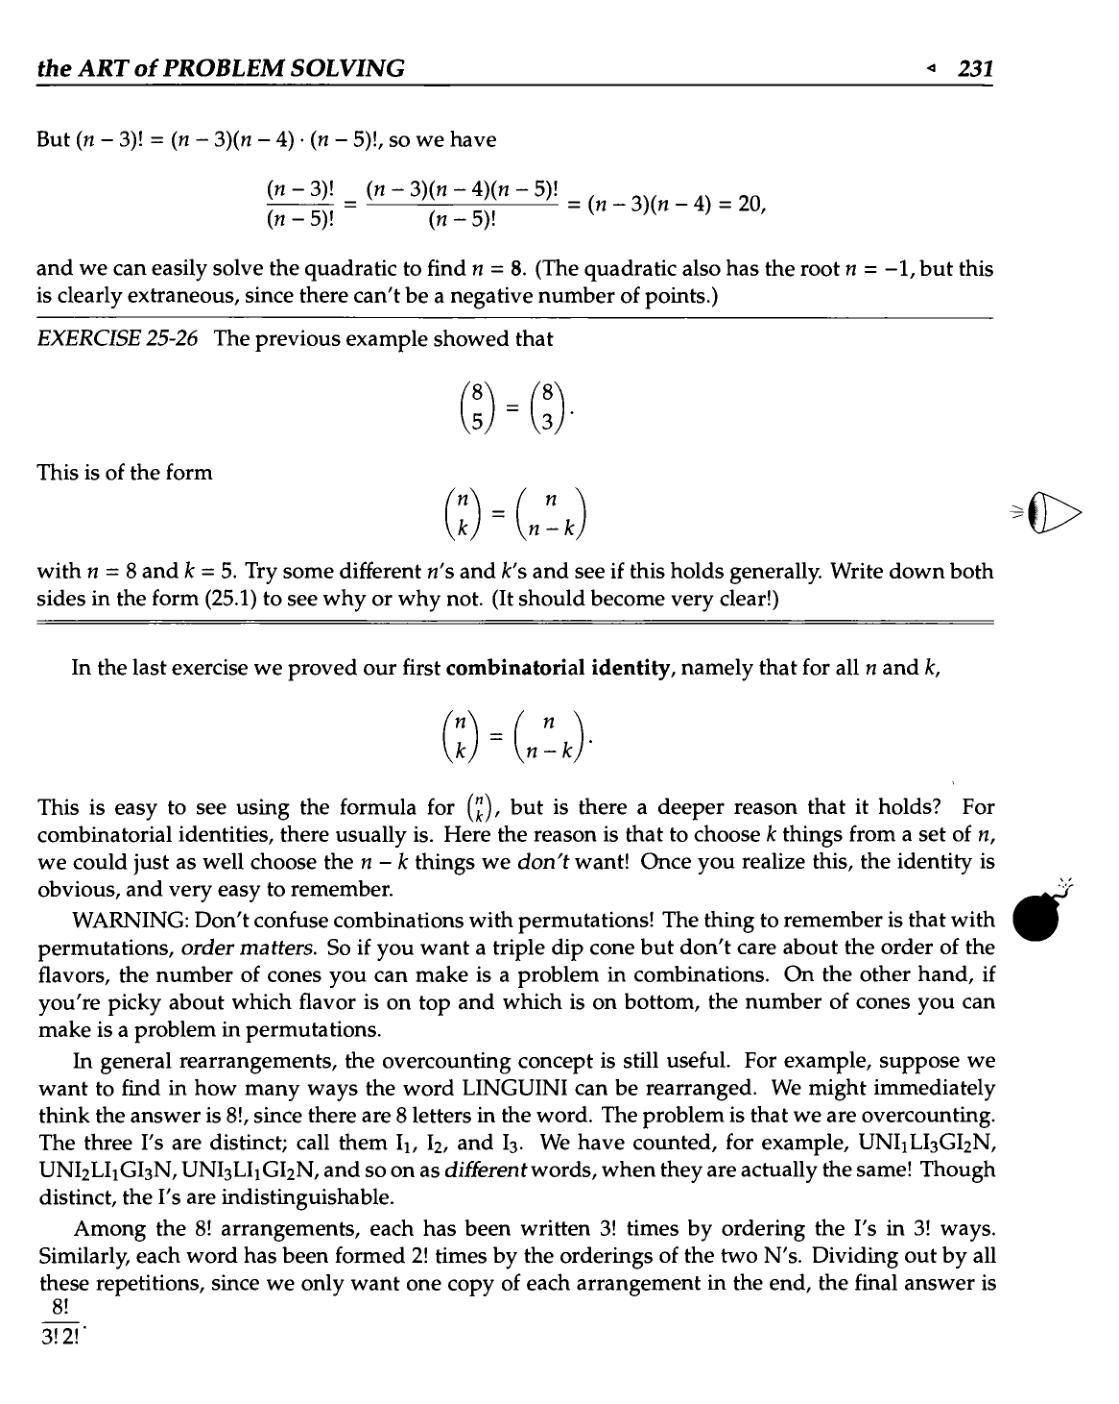 the ART of PROBLEM SOLVING ◃ 231
But (n − 3)! = (n − 3)(n − 4) · (n − 5)!, so we have
(n − 3)!/(n − 5)! = (n − 3)(n − 4)(n − 5)!/(n − 5)! = (n − 3)(n − 4) = 20,
and we can easily solve the quadratic to find n = 8. (The quadratic also has the root n = −1, but this
is clearly extraneous, since there can't be a negative number of points.)
EXERCISE 25-26 The previous example showed that
(8 5) = (8 3).
This is of the form
(n k) = (n n − k)
with n = 8 and k = 5. Try some different n's and k's and see if this holds generally. Write down both
sides in the form (25.1) to see why or why not. (It should become very clear!)
In the last exercise we proved our first combinatorial identity, namely that for all n and k,
(n k) = (n n − k).
This is easy to see using the formula for (n k), but is there a deeper reason that it holds? For
combinatorial identities, there usually is. Here the reason is that to choose k things from a set of n,
we could just as well choose the n − k things we don't want! Once you realize this, the identity is
obvious, and very easy to remember.
WARNING: Don't confuse combinations with permutations! The thing to remember is that with
permutations, order matters. So if you want a triple dip cone but don't care about the order of the
flavors, the number of cones you can make is a problem in combinations. On the other hand, if
you're picky about which flavor is on top and which is on bottom, the number of cones you can
make is a problem in permutations.
In general rearrangements, the overcounting concept is still useful. For example, suppose we
want to find in how many ways the word LINGUINI can be rearranged. We might immediately
think the answer is 8!, since there are 8 letters in the word. The problem is that we are overcounting.
The three I's are distinct; call them I₁, I₂, and I₃. We have counted, for example, UNI₁LI₃GI₂N,
UNI₂LI₁GI₃N, UNI₃LI₁GI₂N, and so on as different words, when they are actually the same! Though
distinct, the I's are indistinguishable.
Among the 8! arrangements, each has been written 3! times by ordering the I's in 3! ways.
Similarly, each word has been formed 2! times by the orderings of the two N's. Dividing out by all
these repetitions, since we only want one copy of each arrangement in the end, the final answer is
8!/3! 2!.